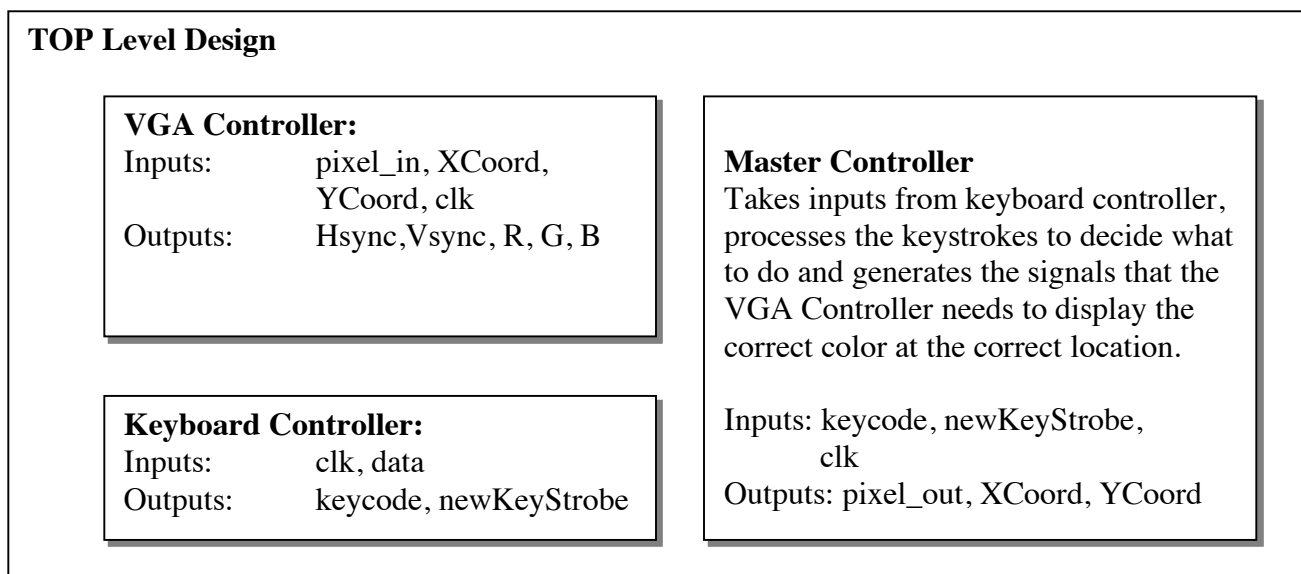 TOP Level Design
VGA Controller:
Inputs: pixel_in, XCoord,
YCoord, clk
Outputs: Hsync,Vsync, R, G, B
Keyboard Controller:
Inputs: clk, data
Outputs: keycode, newKeyStrobe
Master Controller
Takes inputs from keyboard controller,
processes the keystrokes to decide what
to do and generates the signals that the
VGA Controller needs to display the
correct color at the correct location.
Inputs: keycode, newKeyStrobe,
clk
Outputs: pixel_out, XCoord, YCoord